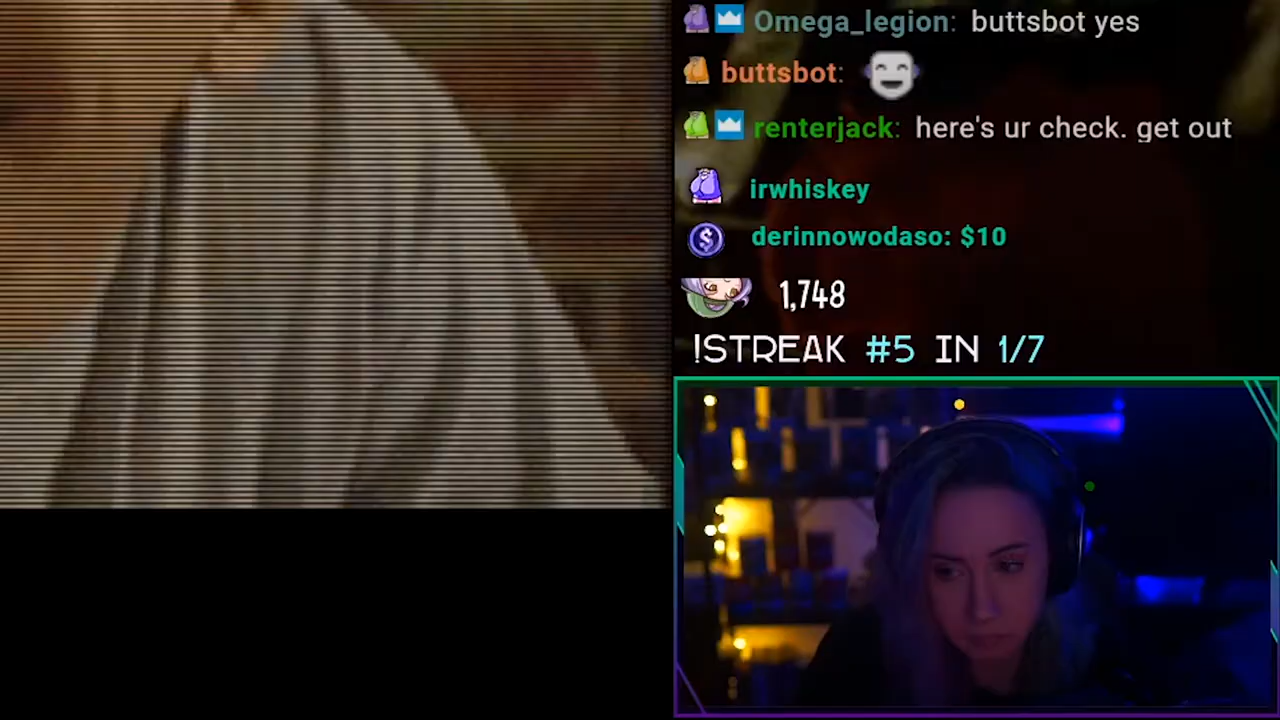 Omega_legion: buttsbot yes
buttsbot:
renterjack: here's ur check. get out
irwhiskey
derinnowodaso: $10
1,748
!STREAK #5 IN 1/7